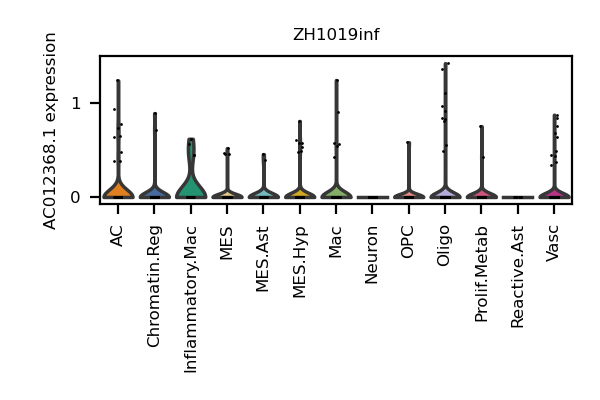 ZH1019inf
AC012368.1 expression
1
0
AC
Chromatin.Reg
Inflammatory.Mac
MES
MES.Ast
MES.Hyp
Mac
Neuron
OPC
Oligo
Prolif.Metab
Reactive.Ast
Vasc